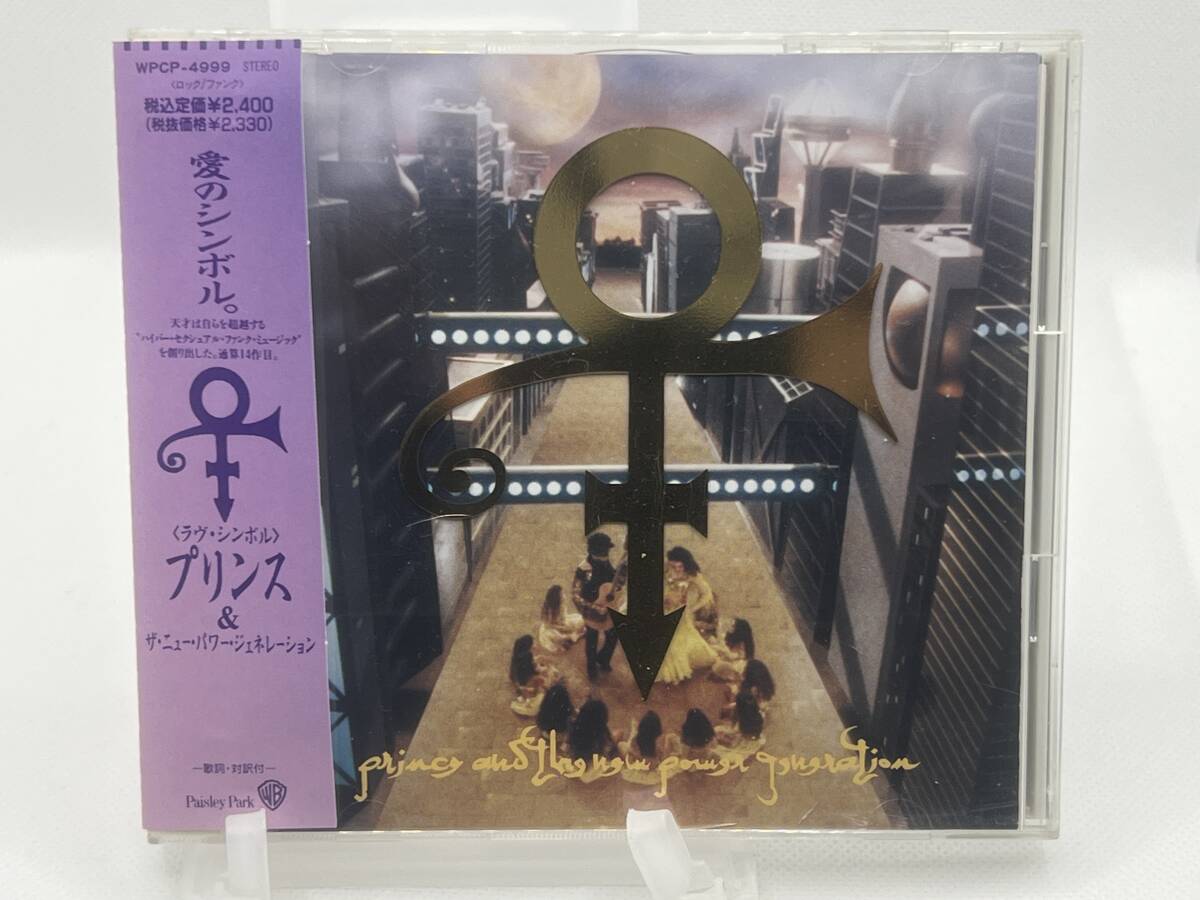 WPCP-4999 STEREO
〈ロック/ファンク〉
税込定価¥2,400
(税抜価格¥2,330)
愛のシンボル。
天才は自らを超越する
"ハイパー・セクシュアル・ファンク・ミュージック"
を創り出した。通算14作目。
〈ラヴ・シンボル〉
プリンス
&
ザ・ニュー・パワー・ジェネレーション
—歌詞・対訳付—
Paisley Park WB
prince and the new power generation